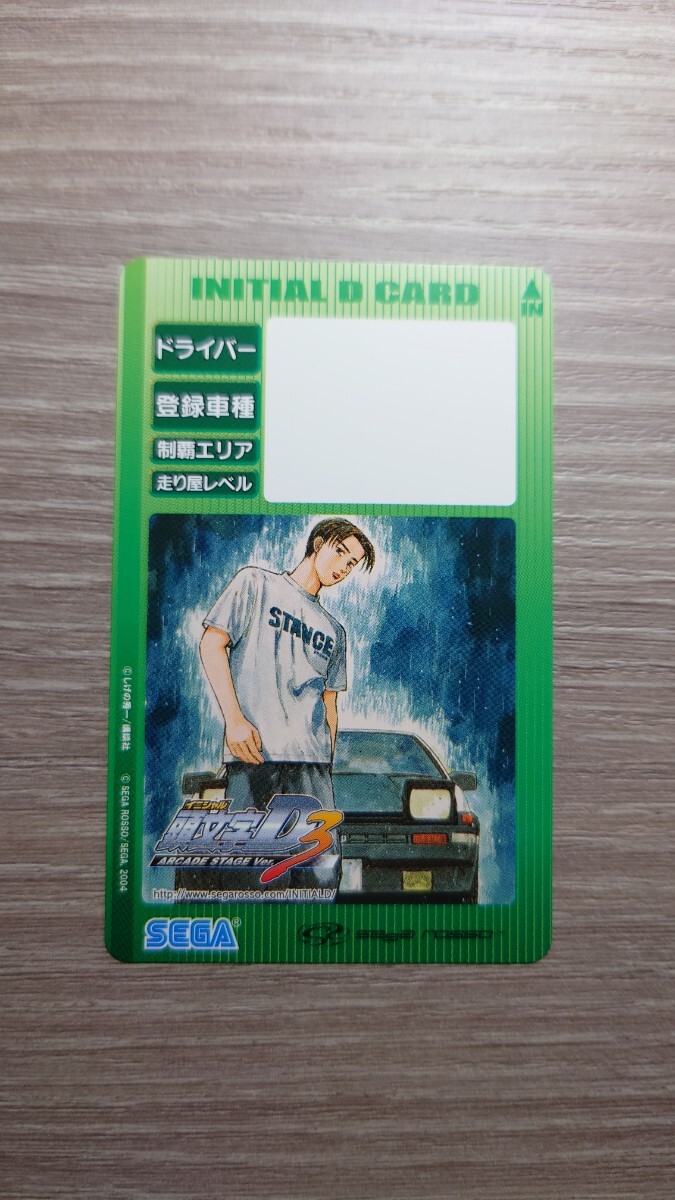 INITIAL D CARD
IN
ドライバー
登録車種
制覇エリア
走り屋レベル
STANCE
イニシャル
頭文字D3
ARCADE STAGE Ver.
http://www.segarosso.com/INITIALD/
©しげの秀一/講談社 © SEGA ROSSO/SEGA, 2004
SEGA®
sega rosso